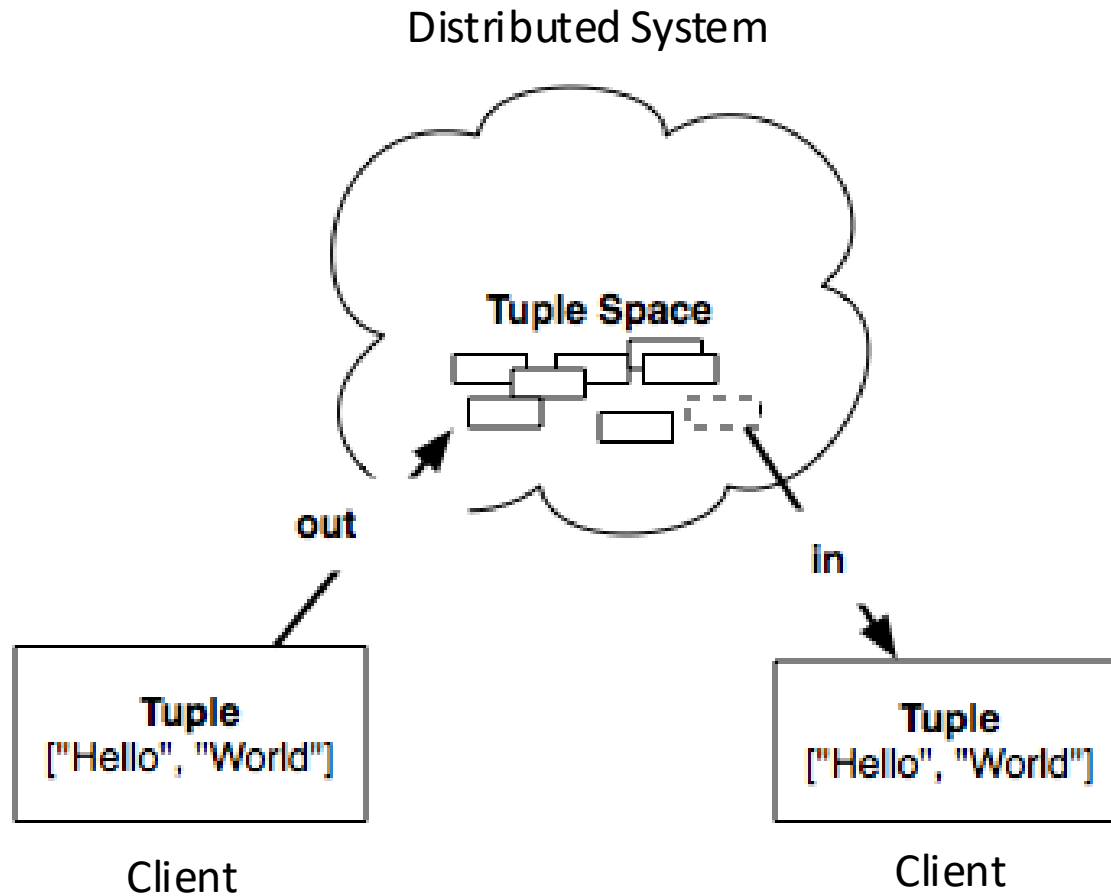 Distributed System
Tuple Space
out
in
Tuple
["Hello", "World"]
Client
Tuple
["Hello", "World"]
Client